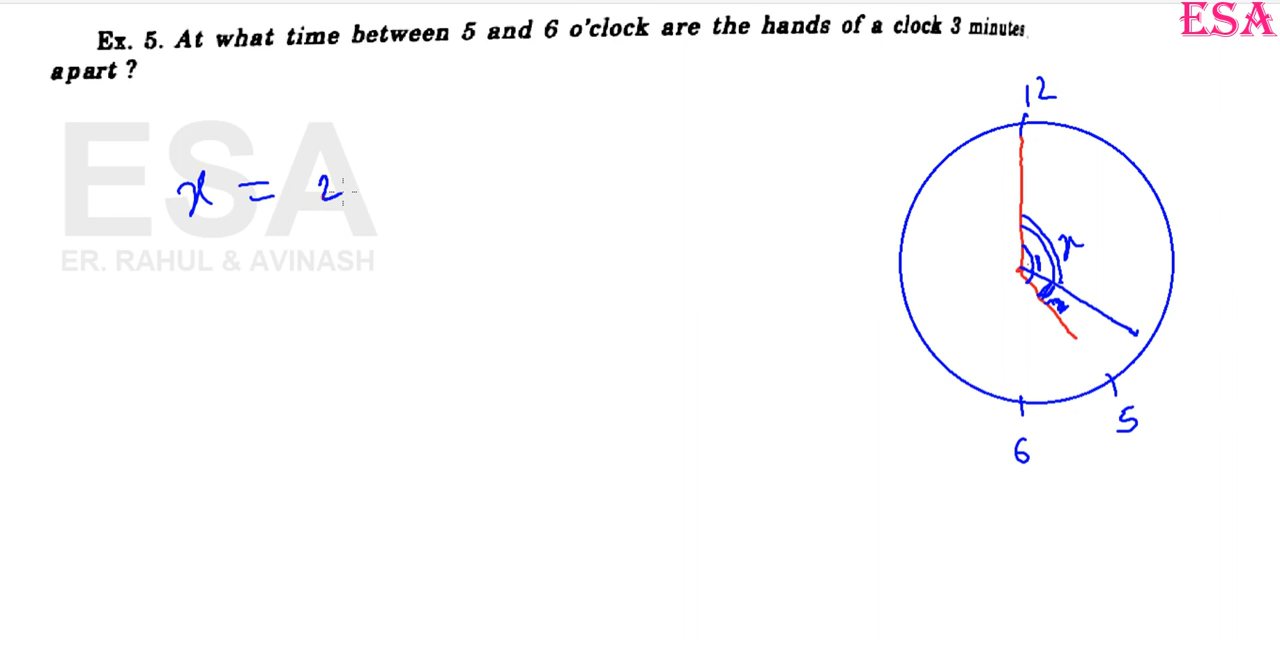 ESA
Ex. 5. At what time between 5 and 6 o'clock are the hands of a clock 3 minutes
apart ?
12
ESA
x = 2
ER. RAHUL & AVINASH
x
5
6